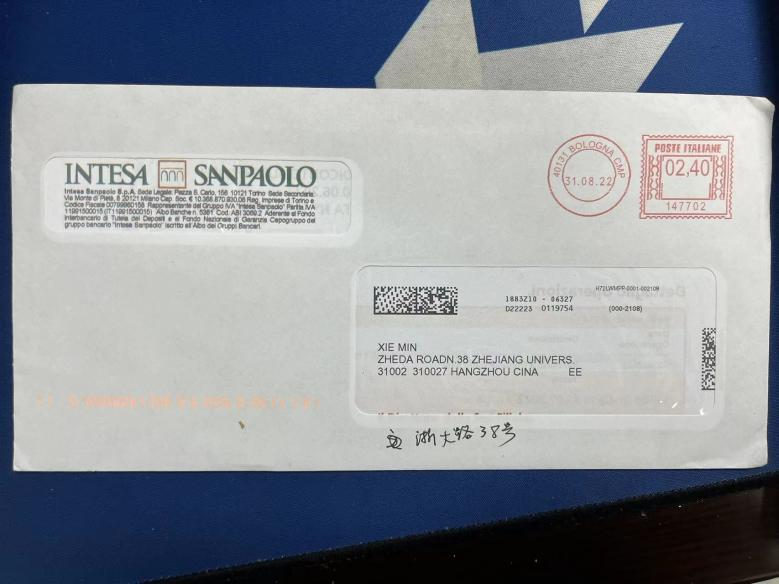 INTESA SANPAOLO
Intesa Sanpaolo S.p.A. Sede Legale: Piazza S. Carlo, 156 10121 Torino Sede Secondaria:
Via Monte di Pietà, 8 20121 Milano Cap. Soc. € 10.368.870.930,08 Reg. Imprese di Torino e
Codice Fiscale 00799960158 Rappresentante del Gruppo IVA "Intesa Sanpaolo" Partita IVA
11991500015 (IT11991500015) Albo Banche n. 5361 Cod. ABI 3069.2 Aderente al Fondo
Interbancario di Tutela dei Depositi e al Fondo Nazionale di Garanzia Capogruppo del
gruppo bancario "Intesa Sanpaolo" iscritto all'Albo dei Gruppi Bancari.
40131 BOLOGNA CMP
31.08.22
POSTE ITALIANE
02,40
147702
H72LWMPP-0001-002108
1883Z10 - 06327
D22223 0119754 (000-2108)
XIE MIN
ZHEDA ROADN.38 ZHEJIANG UNIVERS.
31002 310027 HANGZHOU CINA EE
浙大路38号